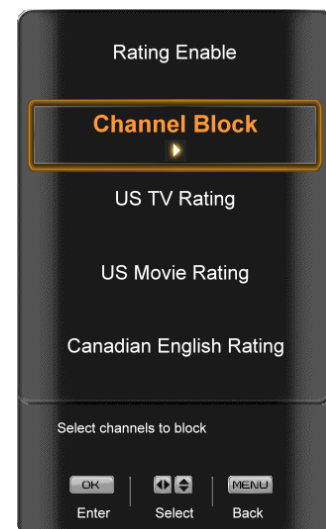 Rating Enable
Channel Block
US TV Rating
US Movie Rating
Canadian English Rating
Select channels to block
OK MENU
Enter Select Back